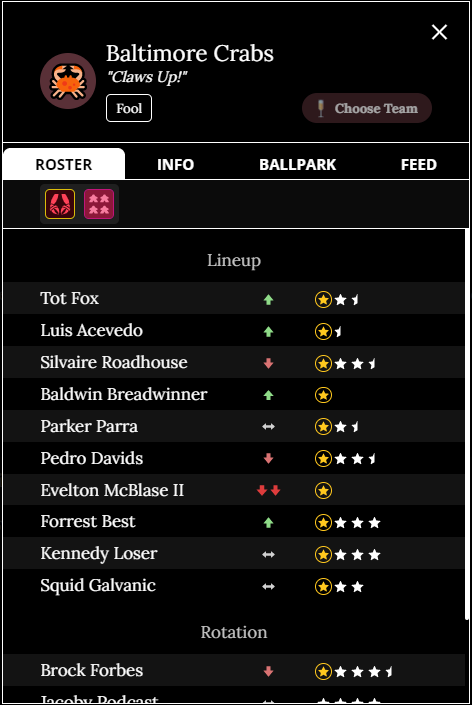 Baltimore Crabs
"Claws Up!"
Fool
Choose Team
ROSTER INFO BALLPARK FEED
Lineup
Tot Fox
Luis Acevedo
Silvaire Roadhouse
Baldwin Breadwinner
Parker Parra
Pedro Davids
Evelton McBlase II
Forrest Best
Kennedy Loser
Squid Galvanic
Rotation
Brock Forbes
Jacoby Podcast